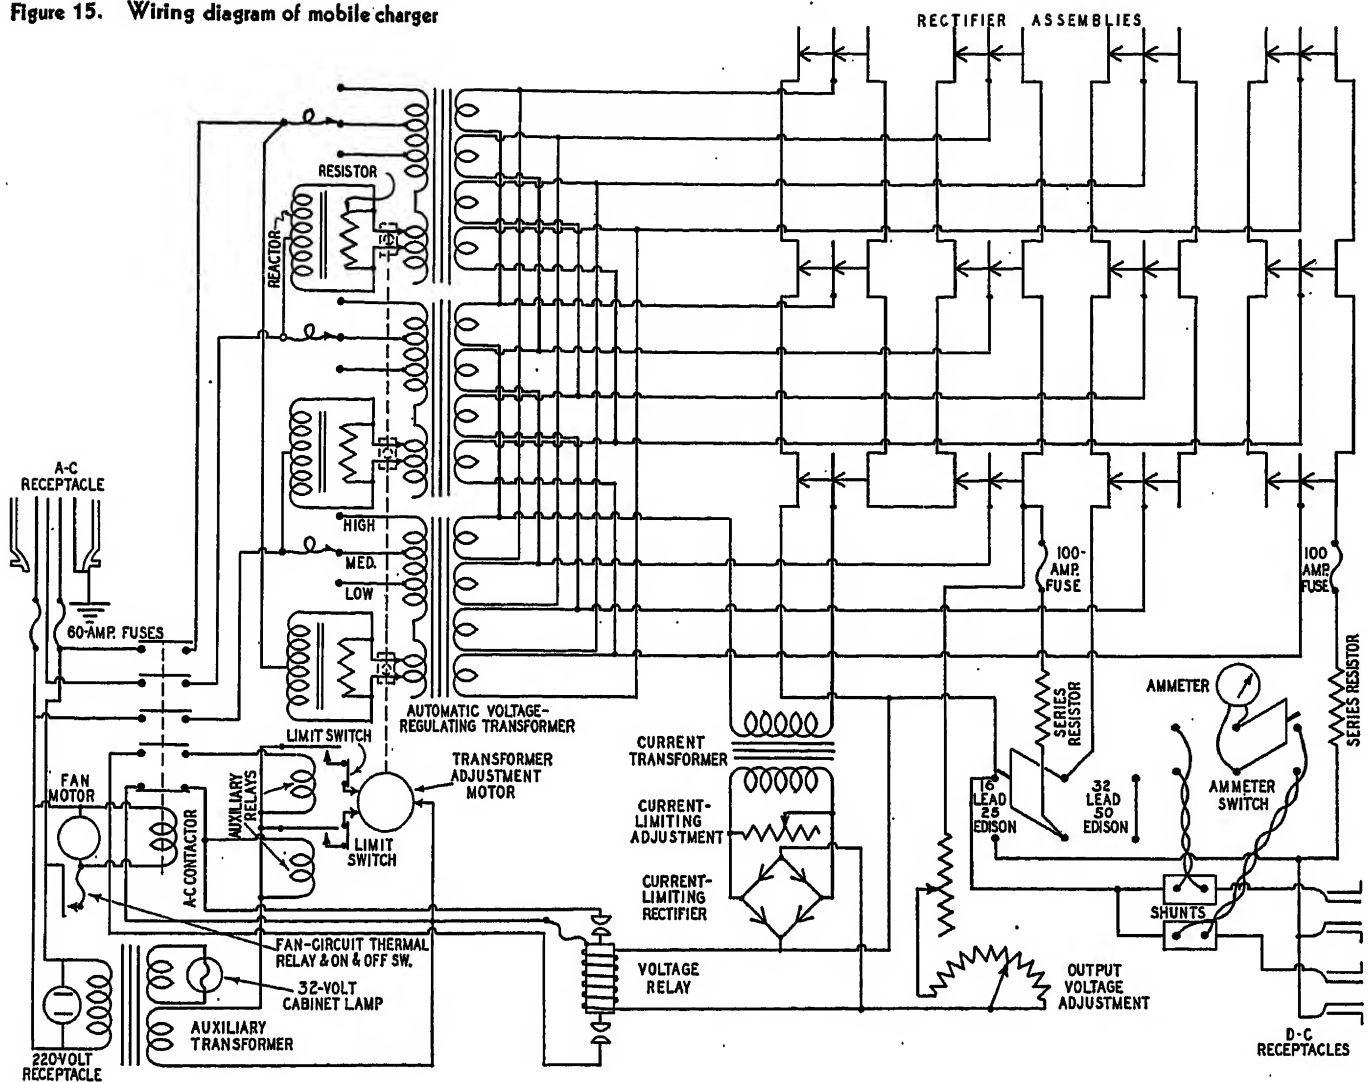 Figure 15. Wiring diagram of mobile charger
RECTIFIER ASSEMBLIES
RESISTOR
REACTOR
A-C
RECEPTACLE
HIGH
MED.
LOW
100-
AMP.
FUSE
100
AMP.
FUSE
60-AMP. FUSES
AUTOMATIC VOLTAGE-
REGULATING TRANSFORMER
LIMIT SWITCH
TRANSFORMER
ADJUSTMENT
MOTOR
CURRENT
TRANSFORMER
SERIES
RESISTOR
AMMETER
SERIES RESISTOR
FAN
MOTOR
AUXILIARY
RELAYS
A-C CONTACTOR
LIMIT
SWITCH
CURRENT-
LIMITING
ADJUSTMENT
16
LEAD
25
EDISON
32
LEAD
50
EDISON
AMMETER
SWITCH
CURRENT-
LIMITING
RECTIFIER
SHUNTS
FAN-CIRCUIT THERMAL
RELAY & ON & OFF SW.
32-VOLT
CABINET LAMP
VOLTAGE
RELAY
OUTPUT
VOLTAGE
ADJUSTMENT
AUXILIARY
TRANSFORMER
220-VOLT
RECEPTACLE
D-C
RECEPTACLES